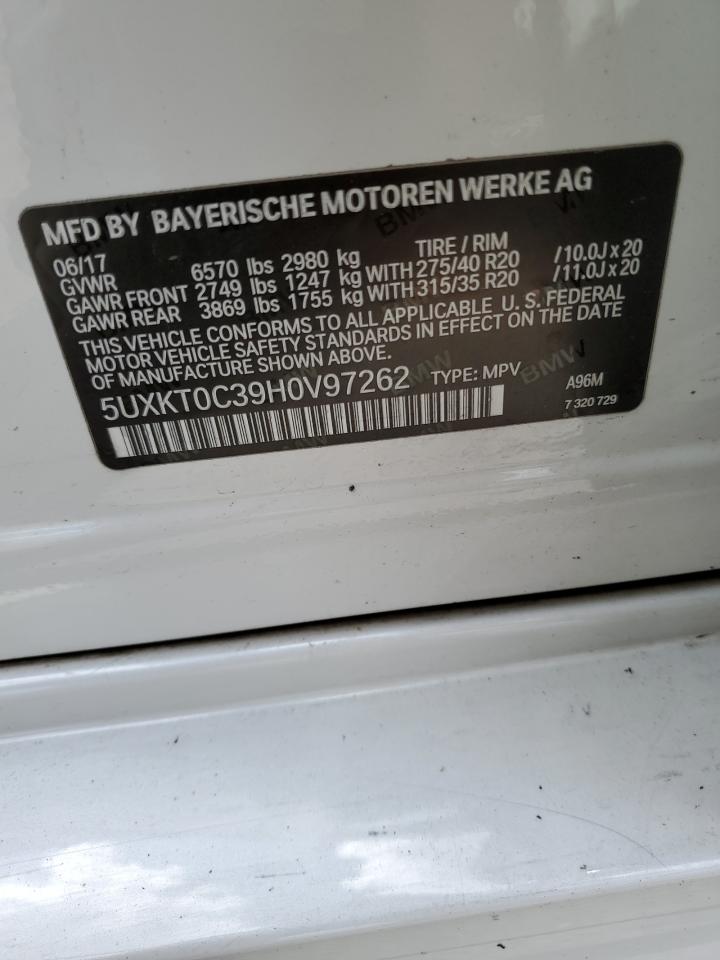 MFD BY BAYERISCHE MOTOREN WERKE AG
06/17 TIRE / RIM
GVWR 6570 lbs 2980 kg
GAWR FRONT 2749 lbs 1247 kg WITH 275/40 R20 /10.0J x 20
GAWR REAR 3869 lbs 1755 kg WITH 315/35 R20 /11.0J x 20
THIS VEHICLE CONFORMS TO ALL APPLICABLE U. S. FEDERAL
MOTOR VEHICLE SAFETY STANDARDS IN EFFECT ON THE DATE
OF MANUFACTURE SHOWN ABOVE.
5UXKT0C39H0V97262 TYPE: MPV A96M
7 320 729